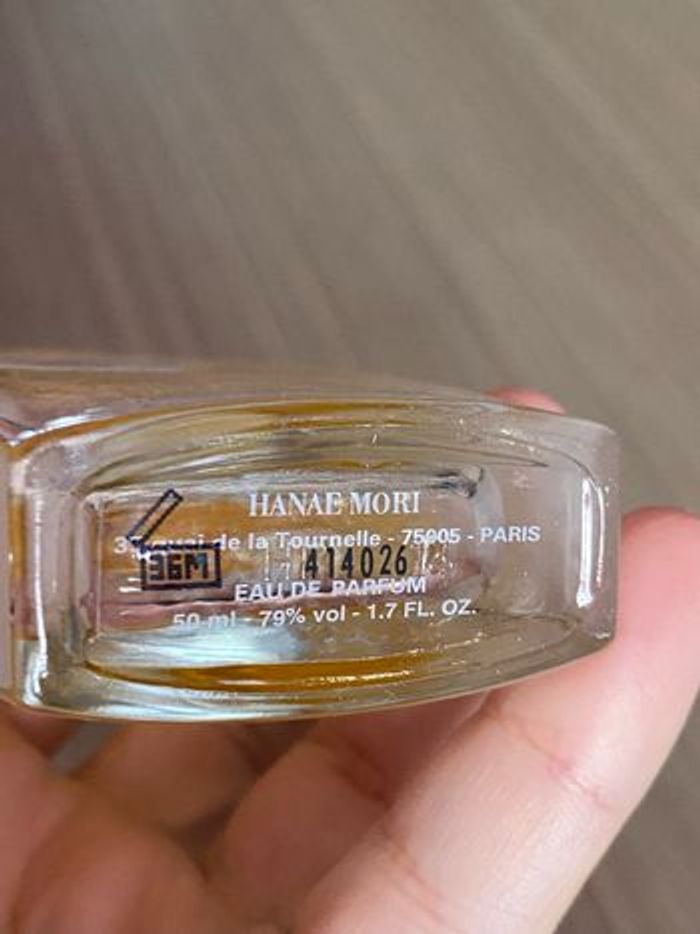 HANAE MORI
quai de la Tournelle - 75005 - PARIS
36M
414026
EAU DE PARFUM
50 ml - 79% vol - 1.7 FL. OZ.